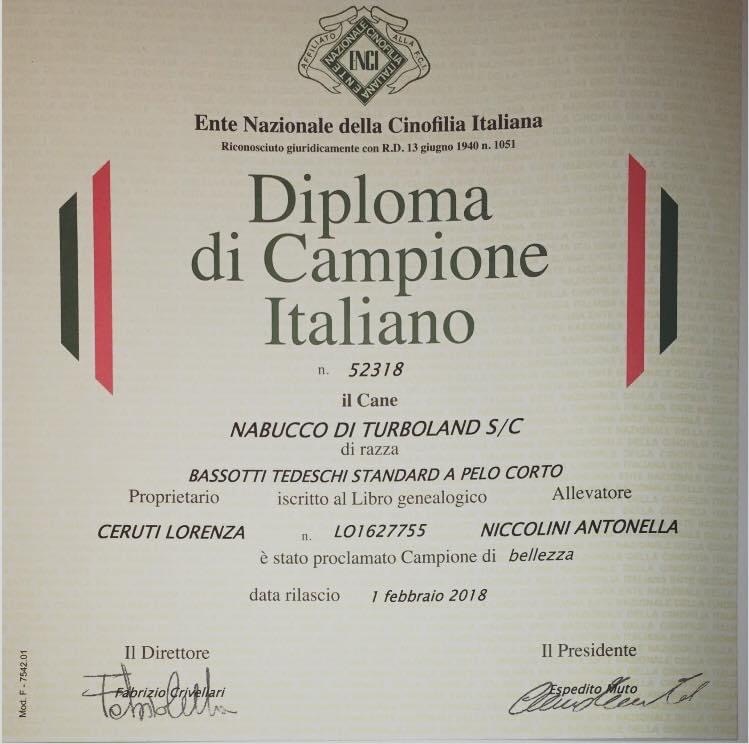 AFFILIATO ALLA F.C.I.
ENTE NAZIONALE CINOFILIA ITALIANA
ENCI
Ente Nazionale della Cinofilia Italiana
Riconosciuto giuridicamente con R.D. 13 giugno 1940 n. 1051
Diploma
di Campione
Italiano
n. 52318
il Cane
NABUCCO DI TURBOLAND S/C
di razza
BASSOTTI TEDESCHI STANDARD A PELO CORTO
Proprietario iscritto al Libro genealogico Allevatore
CERUTI LORENZA n. LO1627755 NICCOLINI ANTONELLA
è stato proclamato Campione di bellezza
data rilascio 1 febbraio 2018
Il Direttore Il Presidente
Fabrizio Crivellari Espedito Muto
Mod. F - 7542.01